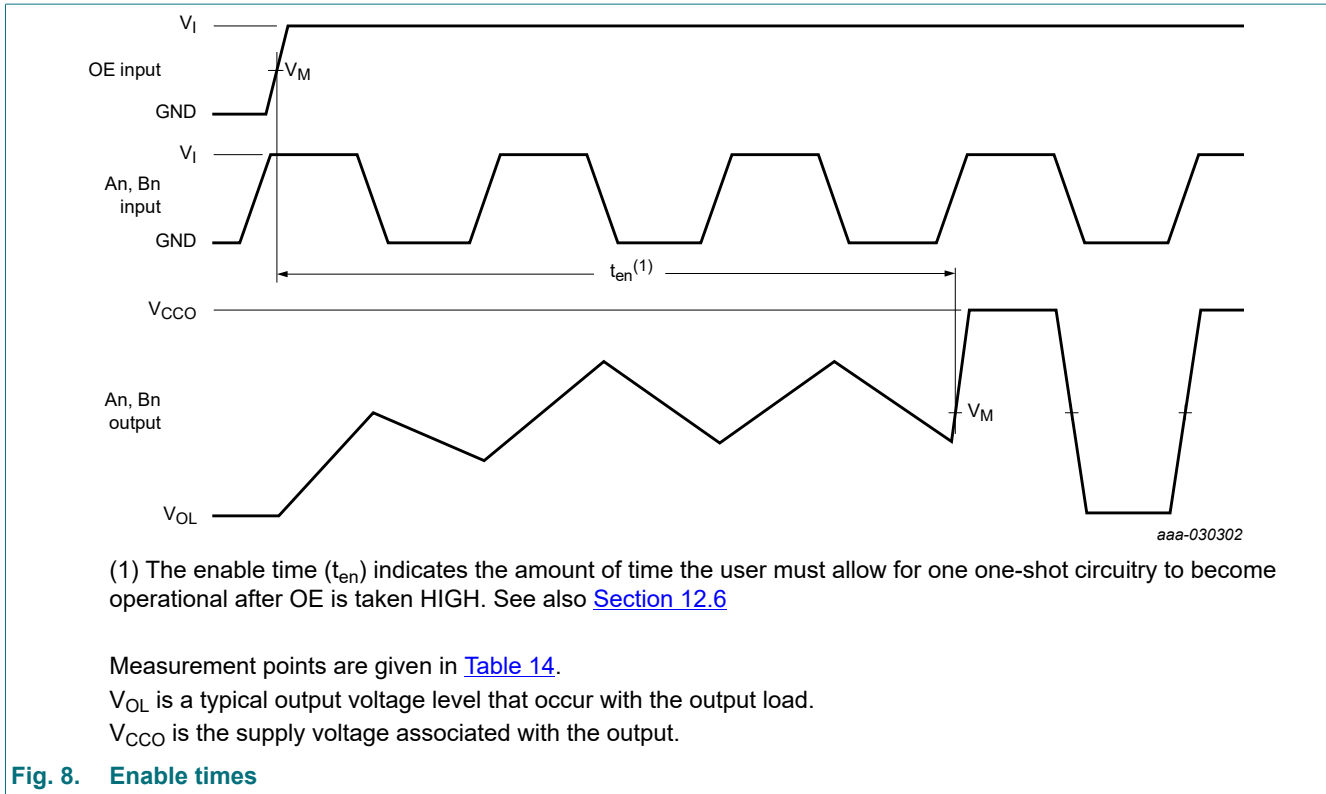 V_I
OE input
V_M
GND
V_I
An, Bn
input
GND
t_en(1)
V_CCO
An, Bn
output
V_M
V_OL
aaa-030302
(1) The enable time (t_en) indicates the amount of time the user must allow for one one-shot circuitry to become
operational after OE is taken HIGH. See also Section 12.6
Measurement points are given in Table 14.
V_OL is a typical output voltage level that occur with the output load.
V_CCO is the supply voltage associated with the output.
Fig. 8. Enable times